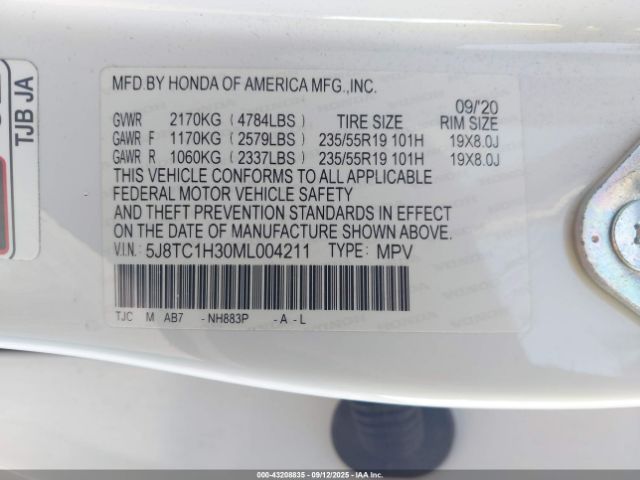 TJB JA
MFD.BY HONDA OF AMERICA MFG.,INC.
09/'20
GVWR 2170KG (4784LBS) TIRE SIZE RIM SIZE
GAWR F 1170KG (2579LBS) 235/55R19 101H 19X8.0J
GAWR R 1060KG (2337LBS) 235/55R19 101H 19X8.0J
THIS VEHICLE CONFORMS TO ALL APPLICABLE
FEDERAL MOTOR VEHICLE SAFETY
AND THEFT PREVENTION STANDARDS IN EFFECT
ON THE DATE OF MANUFACTURE SHOWN ABOVE.
V.I.N: 5J8TC1H30ML004211 TYPE: MPV
TJC M AB7 - NH883P - A - L
000-43208835 - 09/12/2025 - IAA Inc.